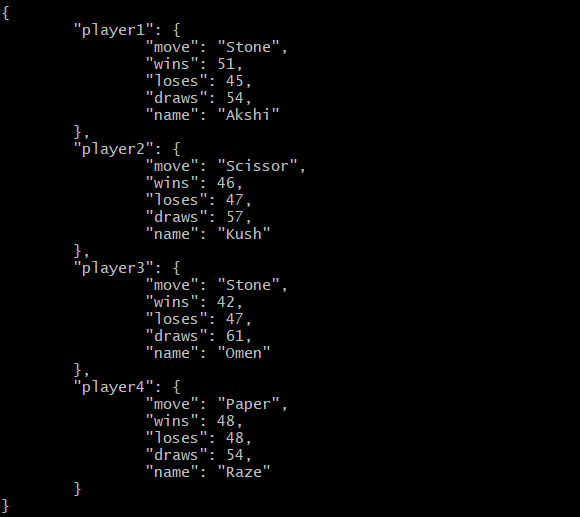 {
"player1": {
"move": "Stone",
"wins": 51,
"loses": 45,
"draws": 54,
"name": "Akshi"
},
"player2": {
"move": "Scissor",
"wins": 46,
"loses": 47,
"draws": 57,
"name": "Kush"
},
"player3": {
"move": "Stone",
"wins": 42,
"loses": 47,
"draws": 61,
"name": "Omen"
},
"player4": {
"move": "Paper",
"wins": 48,
"loses": 48,
"draws": 54,
"name": "Raze"
}
}